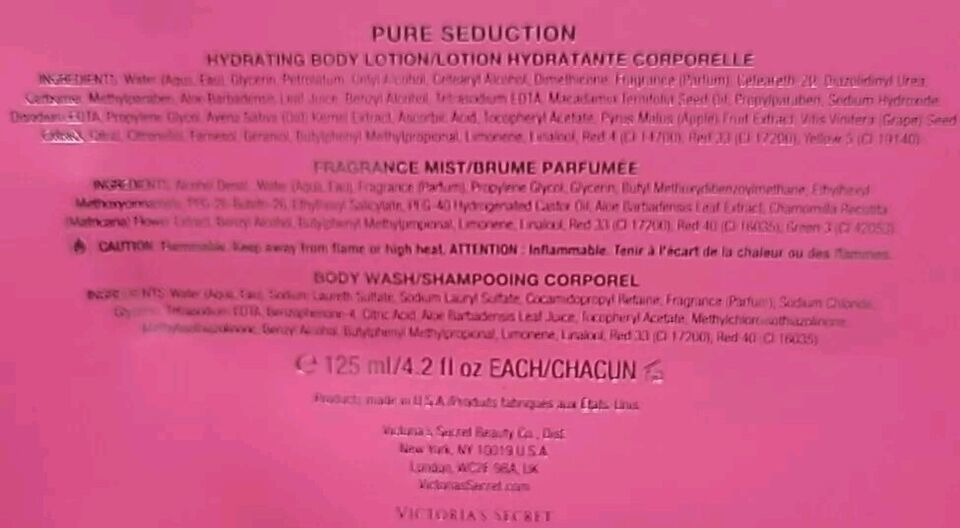 PURE SEDUCTION
HYDRATING BODY LOTION/LOTION HYDRATANTE CORPORELLE
INGREDIENTS: Water (Aqua, Eau), Glycerin, Petrolatum, Cetyl Alcohol, Cetearyl Alcohol, Dimethicone, Fragrance (Parfum), Ceteareth-20, Diazolidinyl Urea,
Carbomer, Methylparaben, Aloe Barbadensis Leaf Juice, Benzyl Alcohol, Tetrasodium EDTA, Macadamia Ternifolia Seed Oil, Propylparaben, Sodium Hydroxide,
Disodium EDTA, Propylene Glycol, Avena Sativa (Oat) Kernel Extract, Ascorbic Acid, Tocopheryl Acetate, Pyrus Malus (Apple) Fruit Extract, Vitis Vinifera (Grape) Seed
Extract, Citral, Citronellol, Farnesol, Geraniol, Butylphenyl Methylpropional, Limonene, Linalool, Red 4 (CI 14700), Red 33 (CI 17200), Yellow 5 (CI 19140)
FRAGRANCE MIST/BRUME PARFUMÉE
INGREDIENTS: Alcohol Denat., Water (Aqua, Eau), Fragrance (Parfum), Propylene Glycol, Glycerin, Butyl Methoxydibenzoylmethane, Ethylhexyl
Methoxycinnamate, Ethylhexyl Salicylate, PEG-40 Hydrogenated Castor Oil, Aloe Barbadensis Leaf Extract, Chamomilla Recutita
(Matricaria) Flower Extract, Benzyl Alcohol, Butylphenyl Methylpropional, Limonene, Linalool, Red 33 (CI 17200), Red 40 (CI 16035), Green 3 (CI 42053)
CAUTION: Flammable. Keep away from flame or high heat. ATTENTION : Inflammable. Tenir à l'écart de la chaleur ou des flammes.
BODY WASH/SHAMPOOING CORPOREL
INGREDIENTS: Water (Aqua, Eau), Sodium Laureth Sulfate, Sodium Lauryl Sulfate, Cocamidopropyl Betaine, Fragrance (Parfum), Sodium Chloride,
Glycerin, Tetrasodium EDTA, Benzophenone-4, Citric Acid, Aloe Barbadensis Leaf Juice, Tocopheryl Acetate, Methylchloroisothiazolinone,
Methylisothiazolinone, Benzyl Alcohol, Butylphenyl Methylpropional, Limonene, Linalool, Red 33 (CI 17200), Red 40 (CI 16035)
℮ 125 ml/4.2 fl oz EACH/CHACUN
Products made in U.S.A./Produits fabriqués aux États-Unis
Victoria's Secret Beauty Co., Dist.
New York, NY 10019 U.S.A.
London, WC2E 9BA, UK
VictoriasSecret.com
VICTORIA'S SECRET